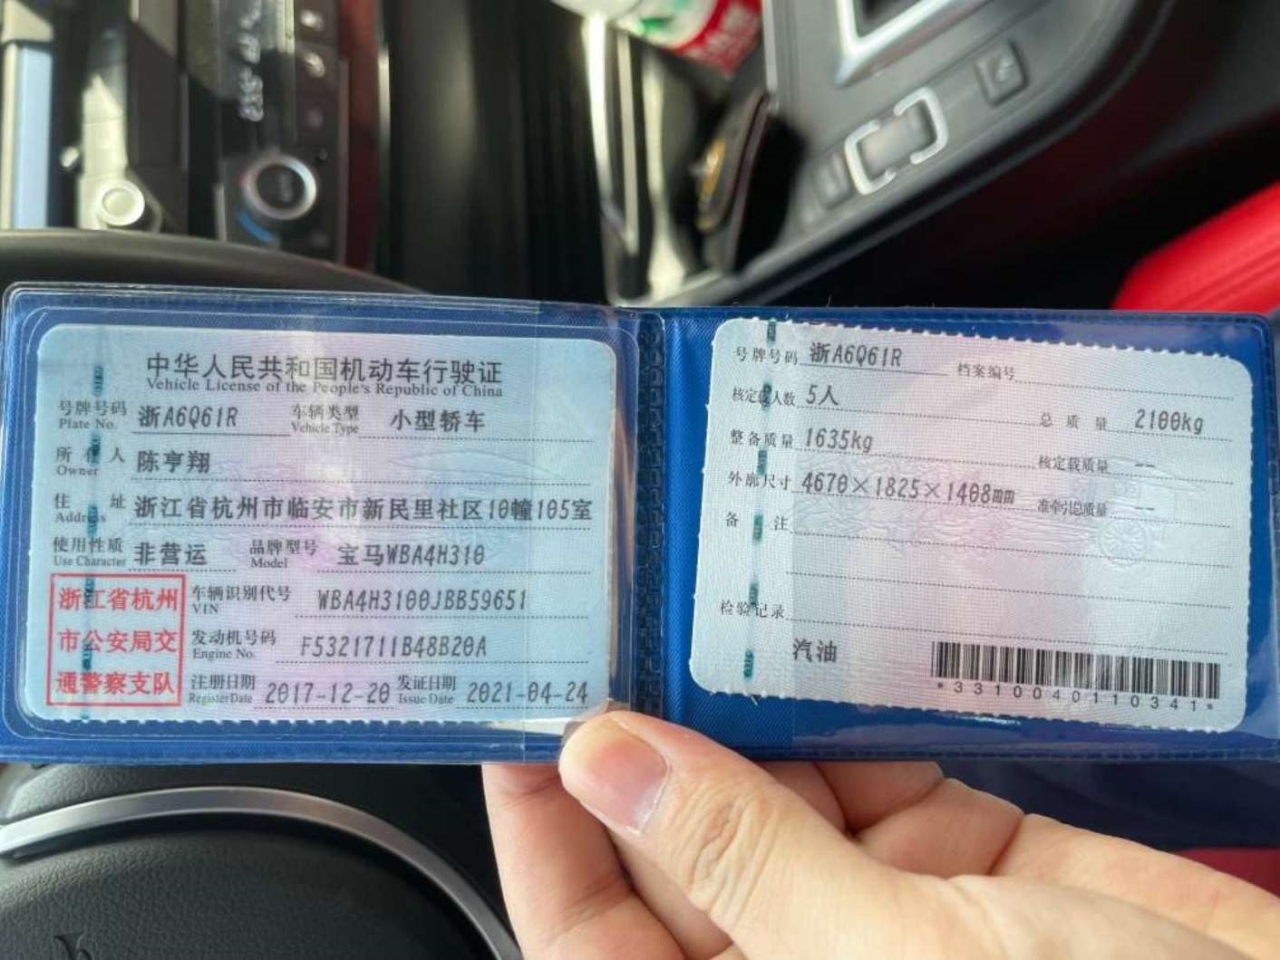 中华人民共和国机动车行驶证
Vehicle License of the People's Republic of China
号牌号码 浙A6Q61R 车辆类型 小型轿车
Plate No. Vehicle Type
所有人 陈亨翔
Owner
住址 浙江省杭州市临安市新民里社区10幢105室
Address
使用性质 非营运 品牌型号 宝马WBA4H310
Use Character Model
浙江省杭州
市公安局交
通警察支队
车辆识别代号 WBA4H3100JBB59651
VIN
发动机号码 F5321711B48B20A
Engine No.
注册日期 2017-12-20 发证日期 2021-04-24
Register Date Issue Date
号牌号码 浙A6Q61R 档案编号
核定载人数 5人 总质量 2100kg
整备质量 1635kg 核定载质量 --
外廓尺寸 4670×1825×1408mm 准牵引总质量 --
备注
检验记录
汽油
*3310040110341*